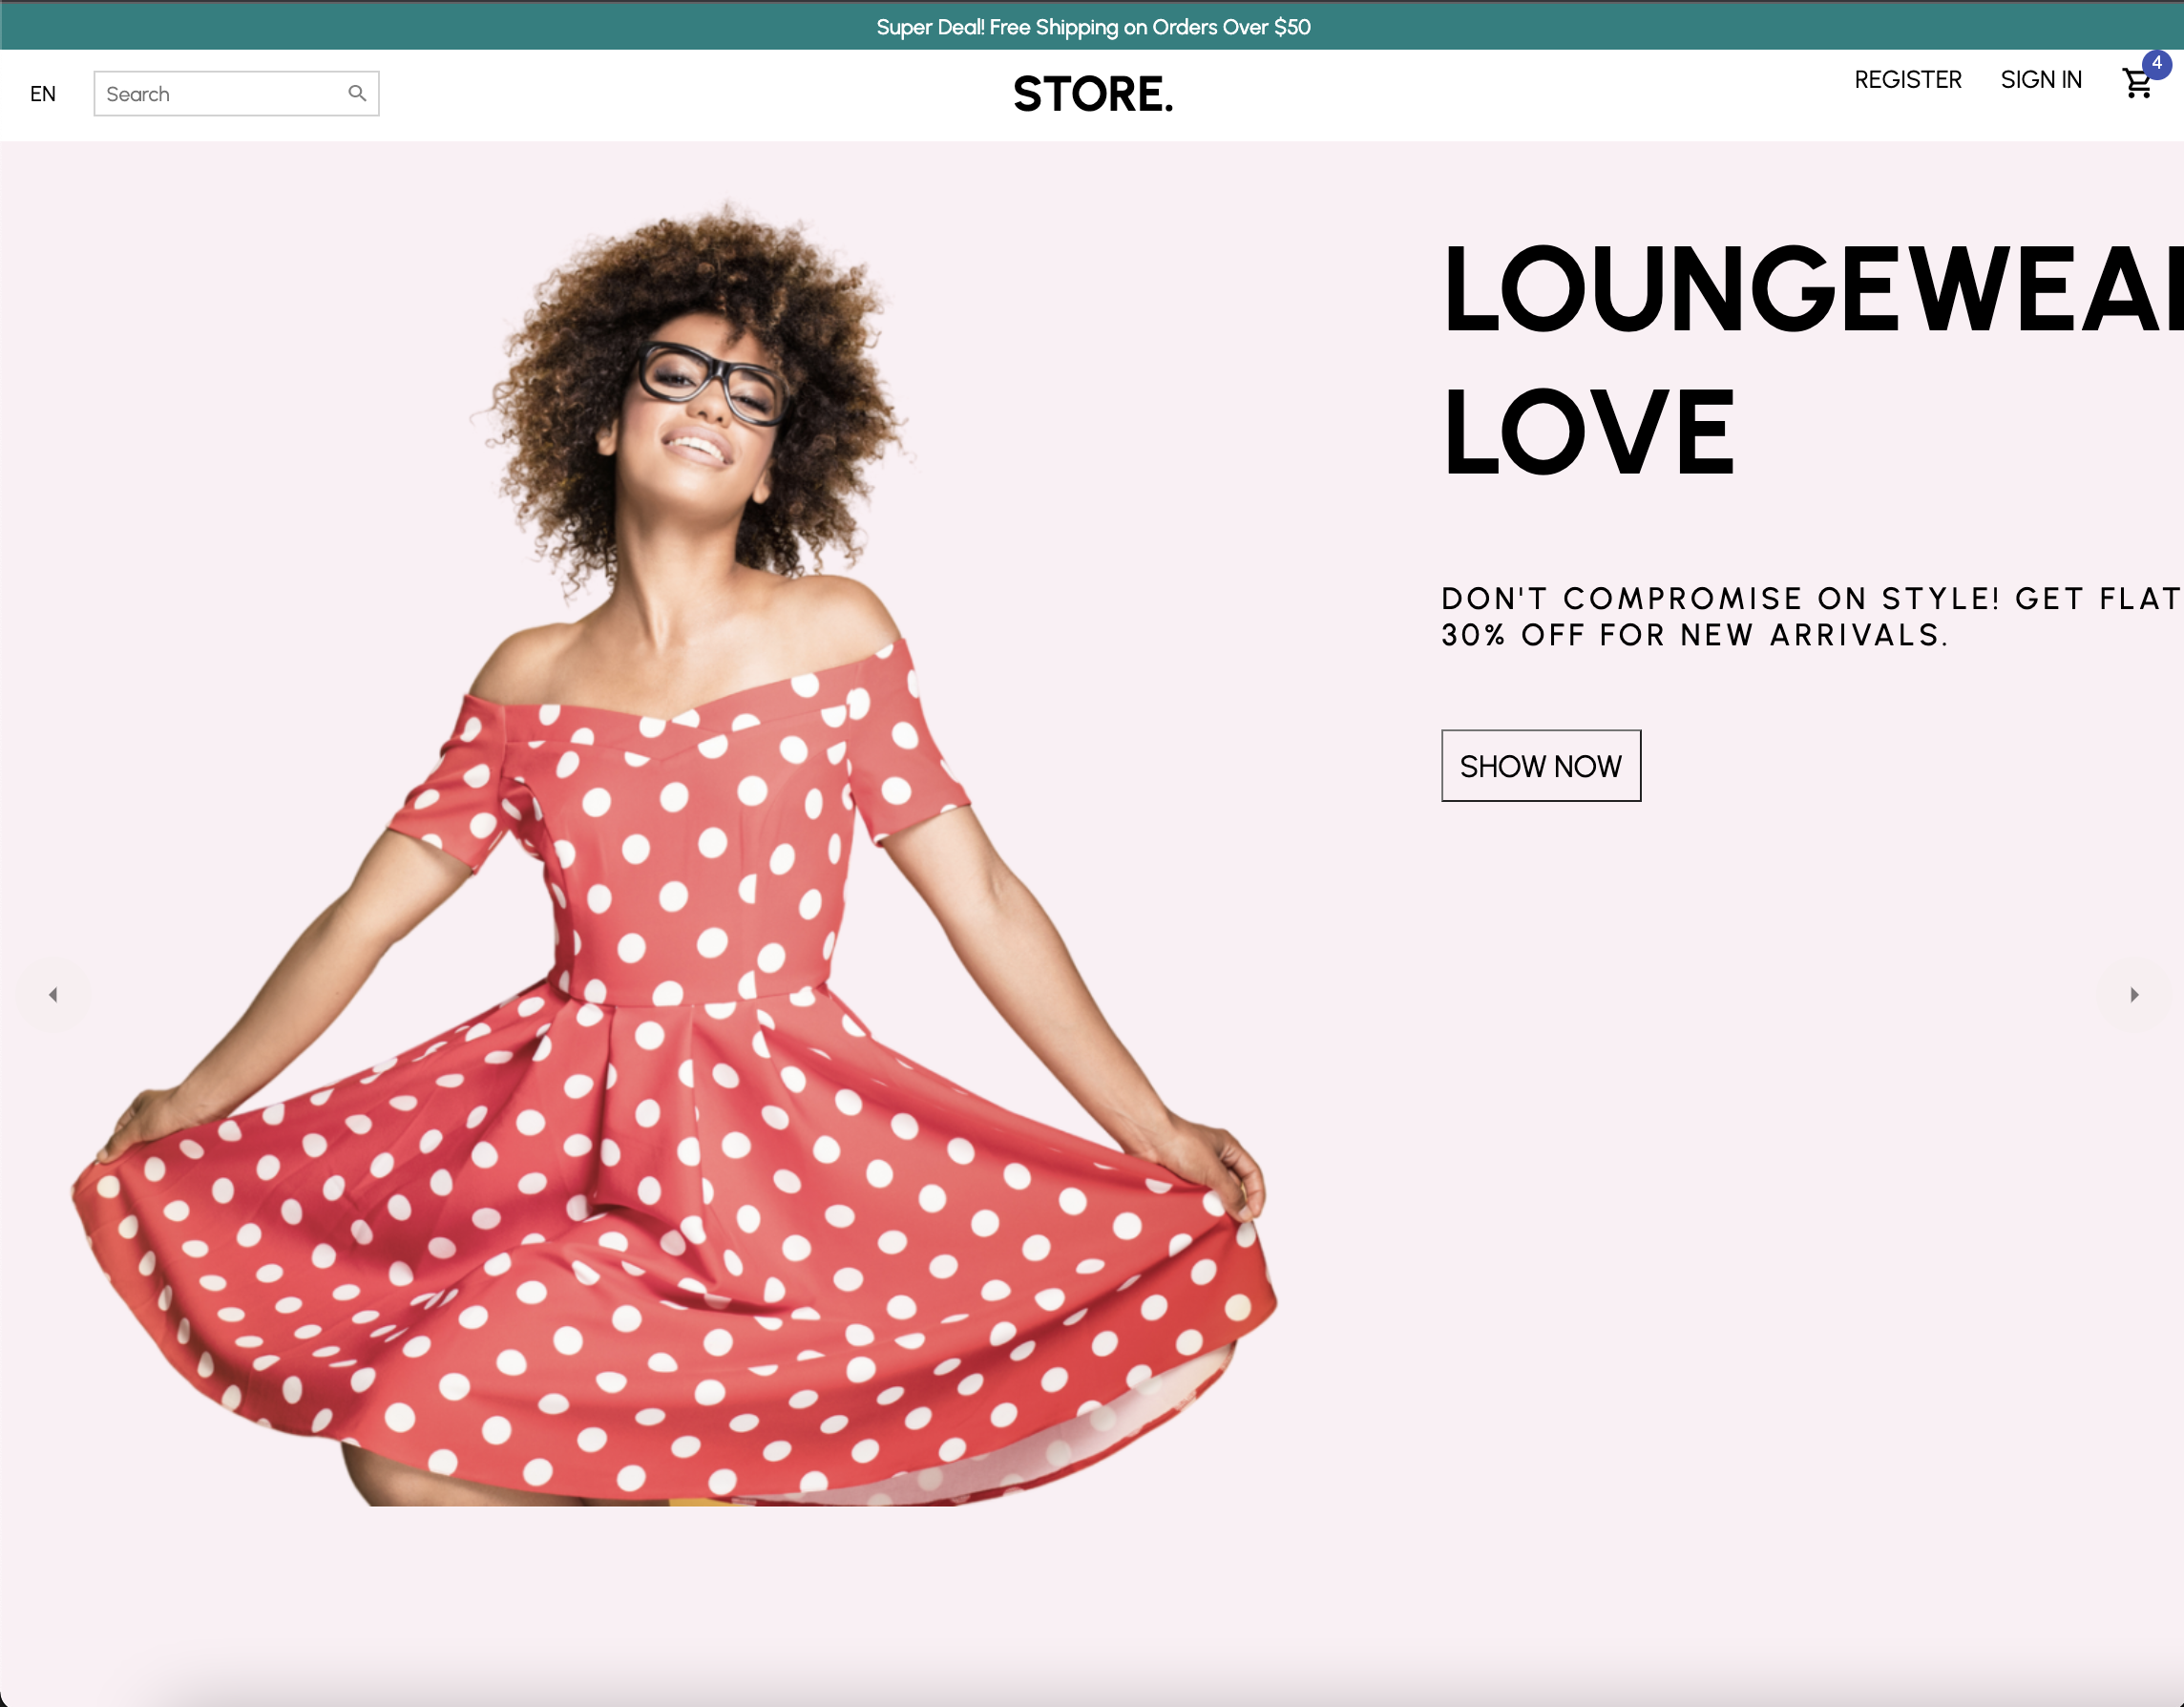 Super Deal! Free Shipping on Orders Over $50
EN
Search
STORE.
REGISTER
SIGN IN
4
LOUNGEWEA
LOVE
DON'T COMPROMISE ON STYLE! GET FLAT
30% OFF FOR NEW ARRIVALS.
SHOW NOW